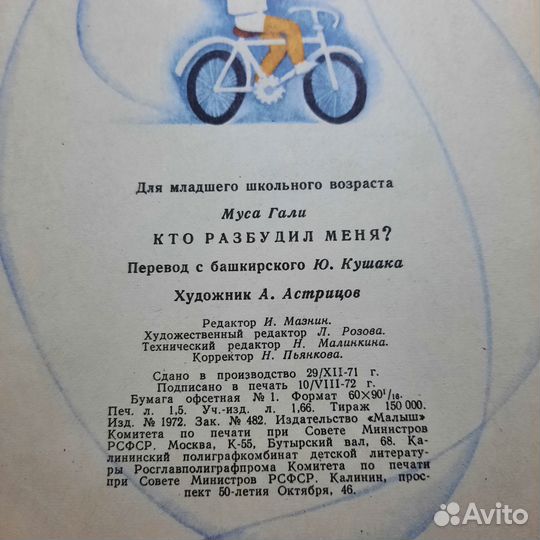 Для младшего школьного возраста
Муса Гали
КТО РАЗБУДИЛ МЕНЯ?
Перевод с башкирского Ю. Кушака
Художник А. Астрицов
Редактор И. Мазнин.
Художественный редактор Л. Розова.
Технический редактор Н. Малинкина.
Корректор Н. Пьянкова.
Сдано в производство 29/XII-71 г.
Подписано в печать 10/VIII-72 г.
Бумага офсетная № 1. Формат 60×90¹/₁₆.
Печ. л. 1,5. Уч.-изд. л. 1,66. Тираж 150 000.
Изд. № 1972. Зак. № 482. Издательство «Малыш»
Комитета по печати при Совете Министров
РСФСР. Москва, К-55, Бутырский вал, 68. Ка-
лининский полиграфкомбинат детской литерату-
ры Росглавполиграфпрома Комитета по печати
при Совете Министров РСФСР. Калинин, прос-
пект 50-летия Октября, 46.
Avito